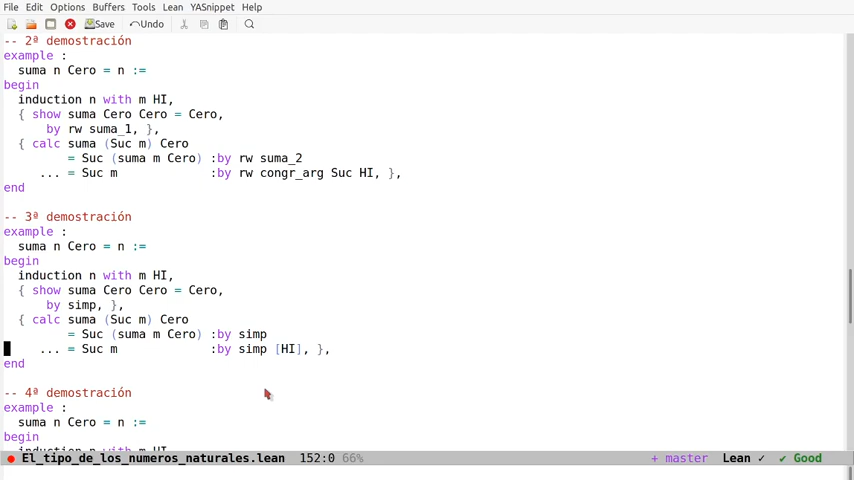 File Edit Options Buffers Tools Lean YASnippet Help
Save Undo
-- 2ª demostración
example :
  suma n Cero = n :=
begin
  induction n with m HI,
  { show suma Cero Cero = Cero,
      by rw suma_1, },
  { calc suma (Suc m) Cero
         = Suc (suma m Cero) :by rw suma_2
     ... = Suc m             :by rw congr_arg Suc HI, },
end
-- 3ª demostración
example :
  suma n Cero = n :=
begin
  induction n with m HI,
  { show suma Cero Cero = Cero,
      by simp, },
  { calc suma (Suc m) Cero
         = Suc (suma m Cero) :by simp
     ... = Suc m             :by simp [HI], },
end
-- 4ª demostración
example :
  suma n Cero = n :=
begin
  induction n with m HI,
El_tipo_de_los_numeros_naturales.lean 152:0 66% + master Lean ✓ ✔ Good